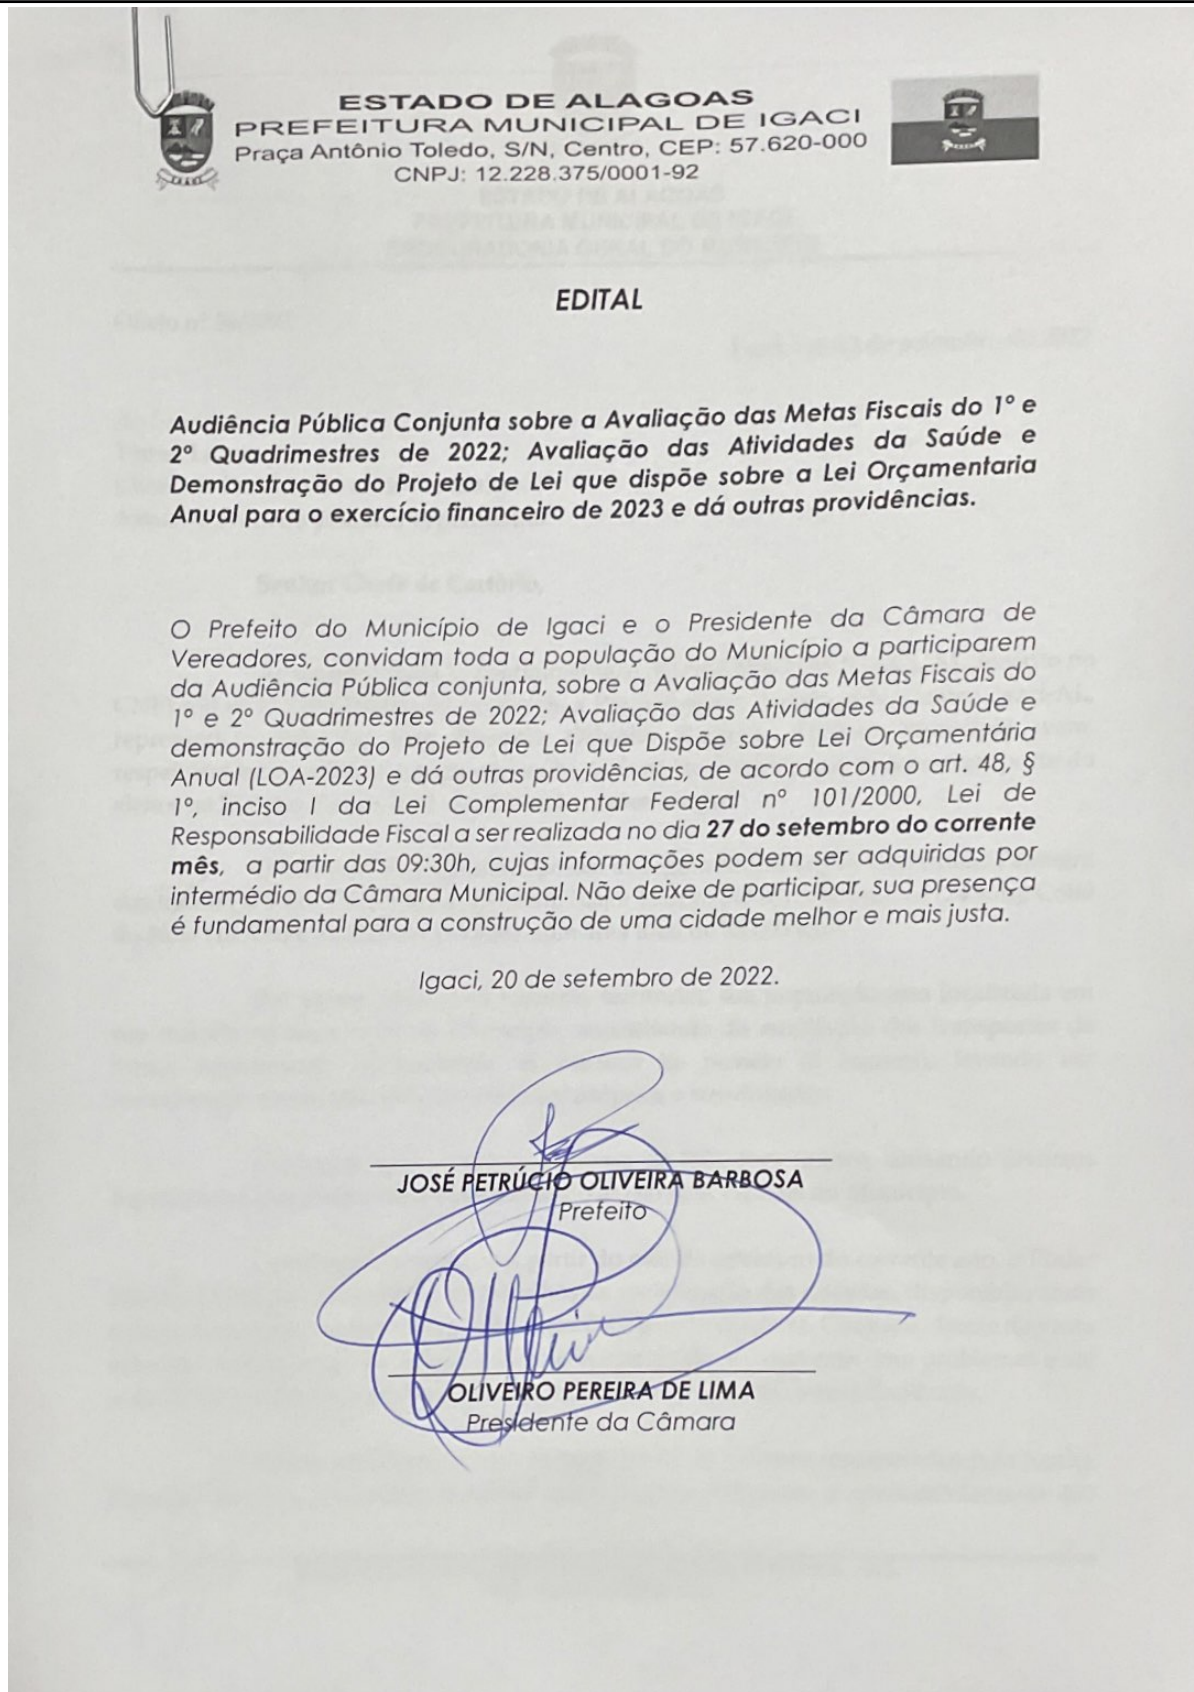 ESTADO DE ALAGOAS
PREFEITURA MUNICIPAL DE IGACI
Praça Antônio Toledo, S/N, Centro, CEP: 57.620-000
CNPJ: 12.228.375/0001-92
EDITAL
Audiência Pública Conjunta sobre a Avaliação das Metas Fiscais do 1º e
2º Quadrimestres de 2022; Avaliação das Atividades da Saúde e
Demonstração do Projeto de Lei que dispõe sobre a Lei Orçamentaria
Anual para o exercício financeiro de 2023 e dá outras providências.
O Prefeito do Município de Igaci e o Presidente da Câmara de
Vereadores, convidam toda a população do Município a participarem
da Audiência Pública conjunta, sobre a Avaliação das Metas Fiscais do
1º e 2º Quadrimestres de 2022; Avaliação das Atividades da Saúde e
demonstração do Projeto de Lei que Dispõe sobre Lei Orçamentária
Anual (LOA-2023) e dá outras providências, de acordo com o art. 48, §
1º, inciso I da Lei Complementar Federal nº 101/2000, Lei de
Responsabilidade Fiscal a ser realizada no dia 27 do setembro do corrente
mês, a partir das 09:30h, cujas informações podem ser adquiridas por
intermédio da Câmara Municipal. Não deixe de participar, sua presença
é fundamental para a construção de uma cidade melhor e mais justa.
Igaci, 20 de setembro de 2022.
JOSÉ PETRÚCIO OLIVEIRA BARBOSA
Prefeito
OLIVEIRO PEREIRA DE LIMA
Presidente da Câmara